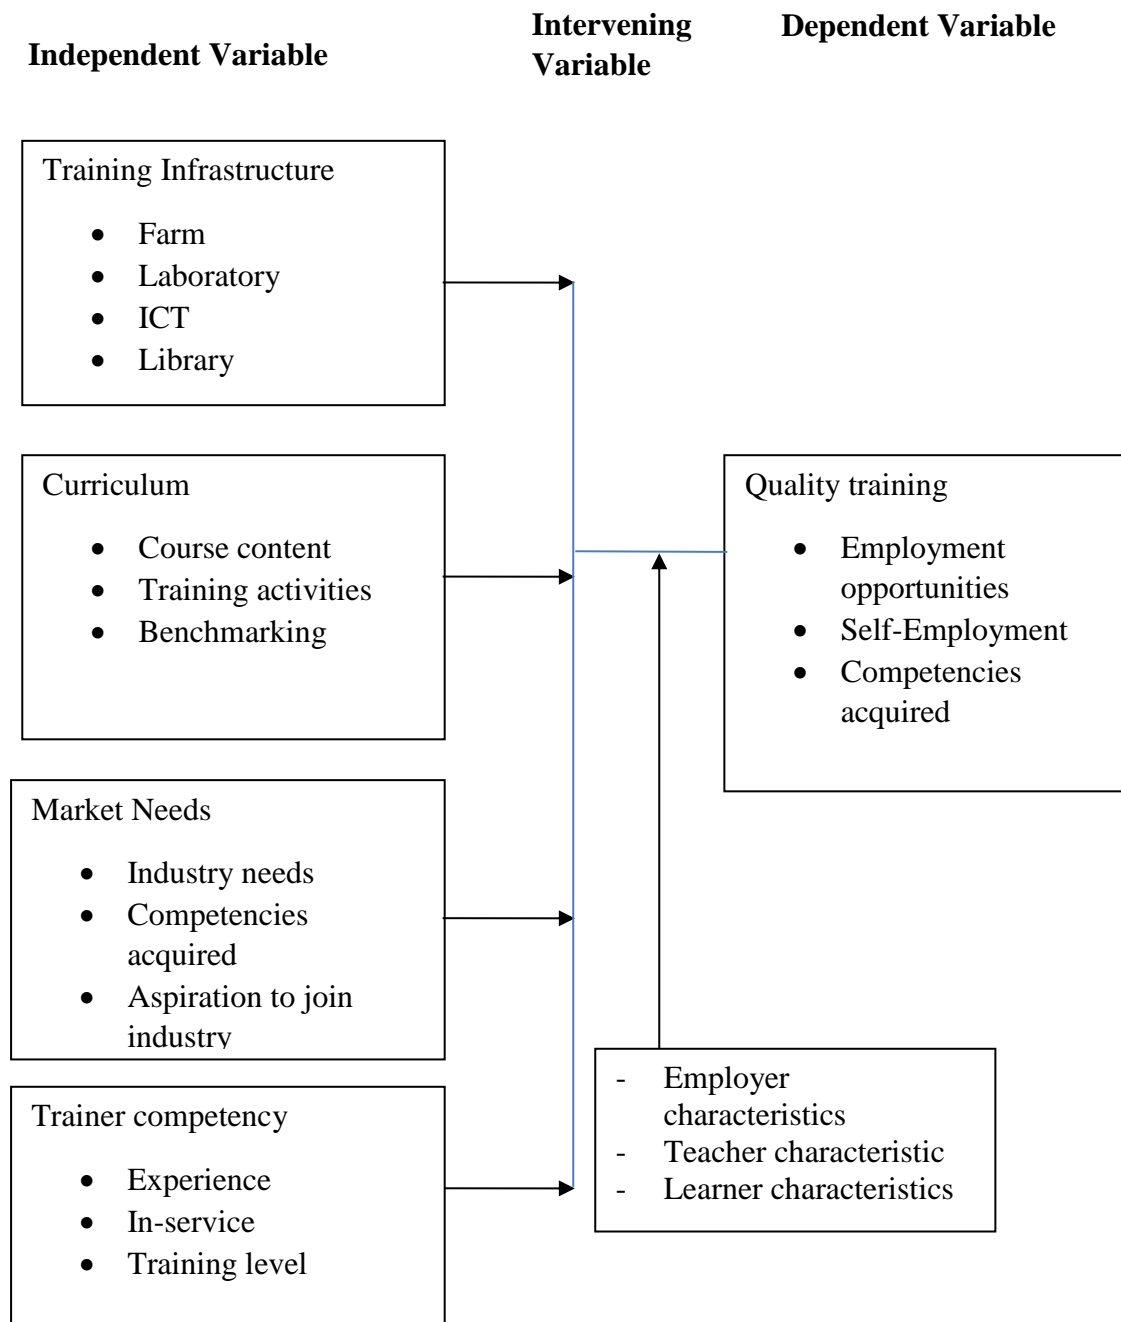 Independent Variable
Intervening
Variable
Dependent Variable
Training Infrastructure
• Farm
• Laboratory
• ICT
• Library
Curriculum
• Course content
• Training activities
• Benchmarking
Quality training
• Employment
opportunities
• Self-Employment
• Competencies
acquired
Market Needs
• Industry needs
• Competencies
acquired
• Aspiration to join
industry
- Employer
characteristics
- Teacher characteristic
- Learner characteristics
Trainer competency
• Experience
• In-service
• Training level